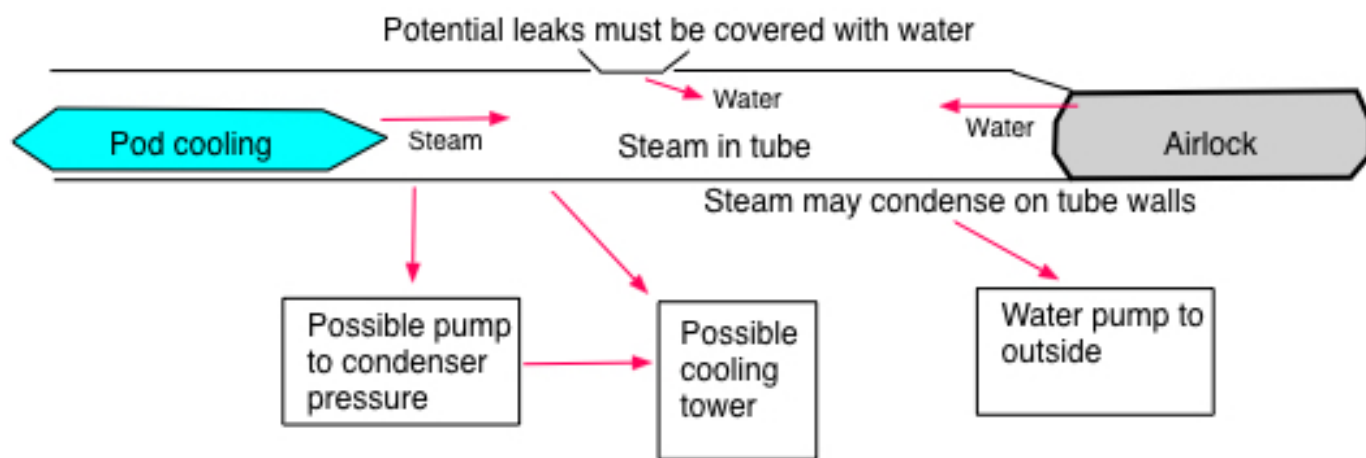 Potential leaks must be covered with water
Water
Water
Pod cooling
Steam
Steam in tube
Airlock
Steam may condense on tube walls
Possible pump
to condenser
pressure
Possible
cooling
tower
Water pump to
outside